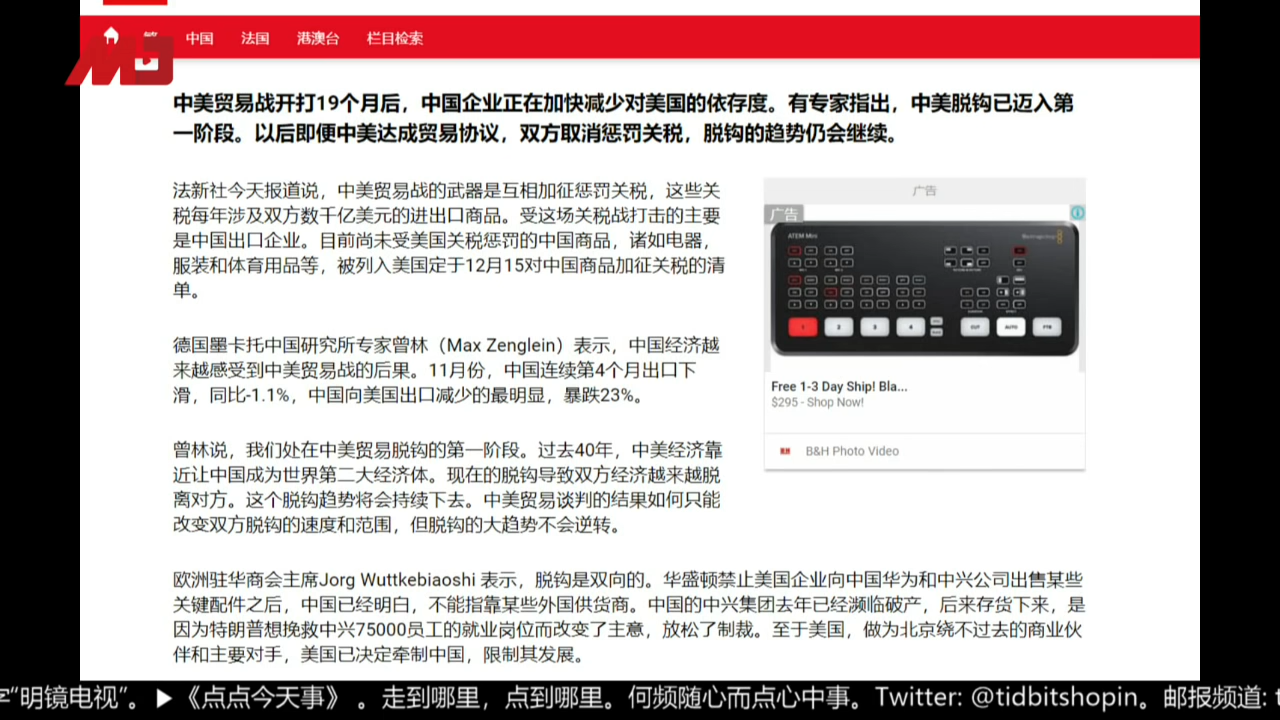 中国 法国 港澳台 栏目检索
中美贸易战开打19个月后，中国企业正在加快减少对美国的依存度。有专家指出，中美脱钩已迈入第
一阶段。以后即便中美达成贸易协议，双方取消惩罚关税，脱钩的趋势仍会继续。
法新社今天报道说，中美贸易战的武器是互相加征惩罚关税，这些关
税每年涉及双方数千亿美元的进出口商品。受这场关税战打击的主要
是中国出口企业。目前尚未受美国关税惩罚的中国商品，诸如电器，
服装和体育用品等，被列入美国定于12月15对中国商品加征关税的清
单。
德国墨卡托中国研究所专家曾林（Max Zenglein）表示，中国经济越
来越感受到中美贸易战的后果。11月份，中国连续第4个月出口下
滑，同比-1.1%，中国向美国出口减少的最明显，暴跌23%。
曾林说，我们处在中美贸易脱钩的第一阶段。过去40年，中美经济靠
近让中国成为世界第二大经济体。现在的脱钩导致双方经济越来越脱
离对方。这个脱钩趋势将会持续下去。中美贸易谈判的结果如何只能
改变双方脱钩的速度和范围，但脱钩的大趋势不会逆转。
广告
广告
ATEM Mini
1 2 3 4 CUT AUTO FTB
Free 1-3 Day Ship! Bla...
$295 - Shop Now!
B&H Photo Video
欧洲驻华商会主席Jorg Wuttkebiaoshi 表示，脱钩是双向的。华盛顿禁止美国企业向中国华为和中兴公司出售某些
关键配件之后，中国已经明白，不能指靠某些外国供货商。中国的中兴集团去年已经濒临破产，后来存货下来，是
因为特朗普想挽救中兴75000员工的就业岗位而改变了主意，放松了制裁。至于美国，做为北京绕不过去的商业伙
伴和主要对手，美国已决定牵制中国，限制其发展。
字“明镜电视”。▶《点点今天事》 。走到哪里，点到哪里。何频随心而点心中事。Twitter: @tidbitshopin。邮报频道: